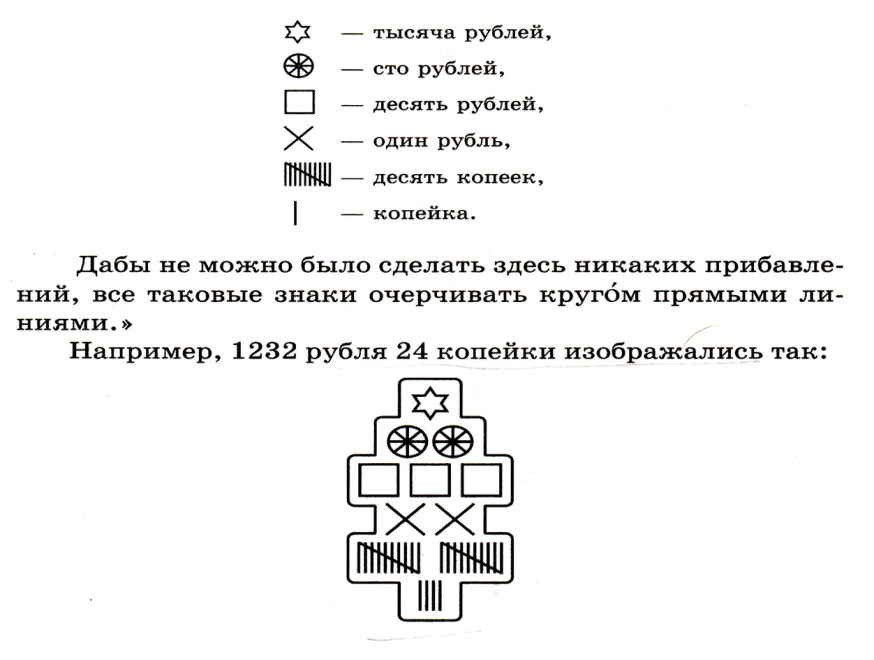 — тысяча рублей,
— сто рублей,
— десять рублей,
— один рубль,
— десять копеек,
— копейка.
Дабы не можно было сделать здесь никаких прибавле-
ний, все таковые знаки очерчивать круго́м прямыми ли-
ниями.»
Например, 1232 рубля 24 копейки изображались так: